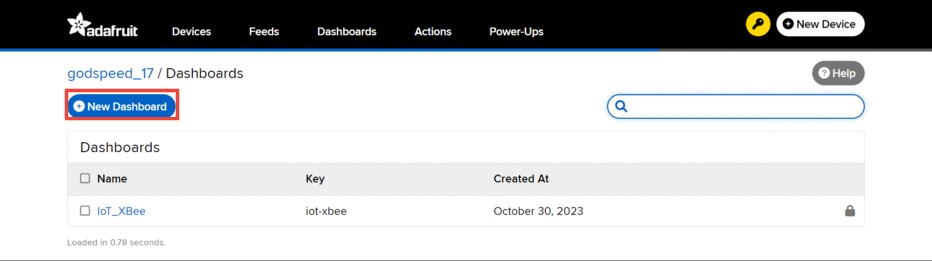 adafruit Devices Feeds Dashboards Actions Power-Ups New Device
godspeed_17 / Dashboards Help
New Dashboard
Dashboards
Name Key Created At
IoT_XBee iot-xbee October 30, 2023
Loaded in 0.78 seconds.